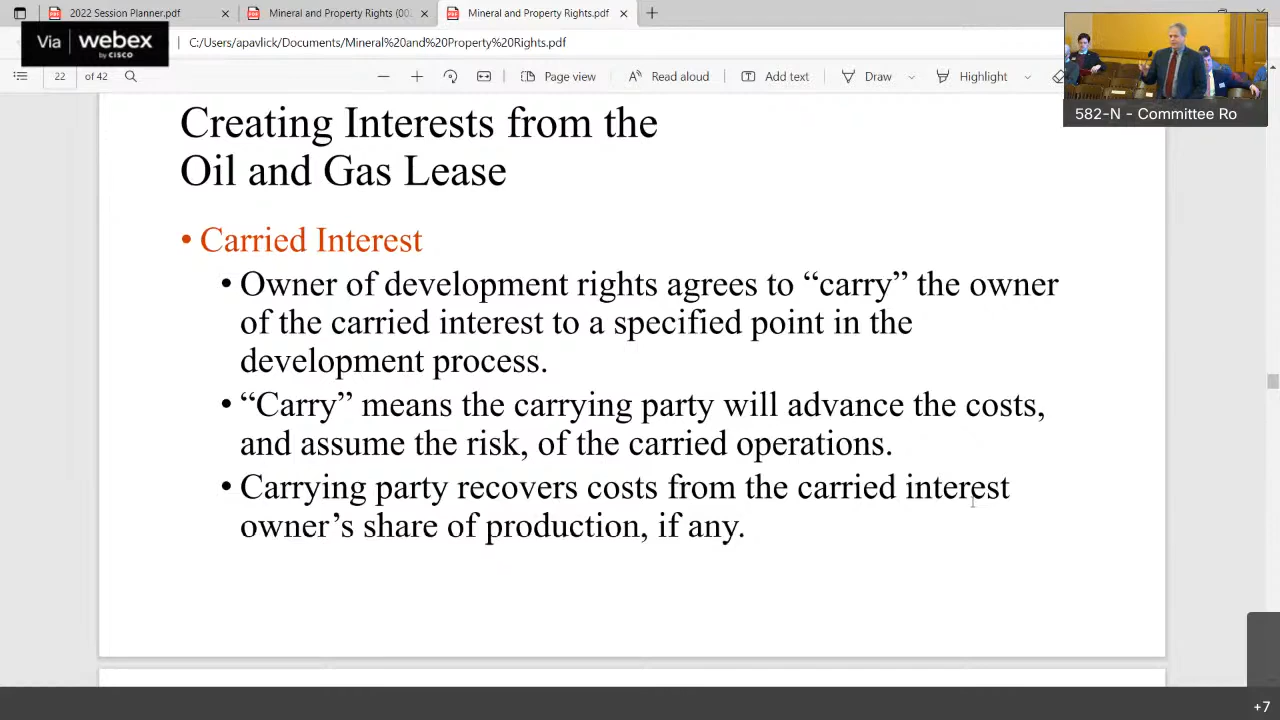 2022 Session Planner.pdf
Mineral and Property Rights (00
Mineral and Property Rights.pdf
Via webex
by CISCO
C:/Users/apavlick/Documents/Mineral%20and%20Property%20Rights.pdf
22 of 42
Page view
Read aloud
Add text
Draw
Highlight
582-N - Committee Ro
Creating Interests from the
Oil and Gas Lease
• Carried Interest
• Owner of development rights agrees to “carry” the owner
of the carried interest to a specified point in the
development process.
• “Carry” means the carrying party will advance the costs,
and assume the risk, of the carried operations.
• Carrying party recovers costs from the carried interest
owner’s share of production, if any.
+7